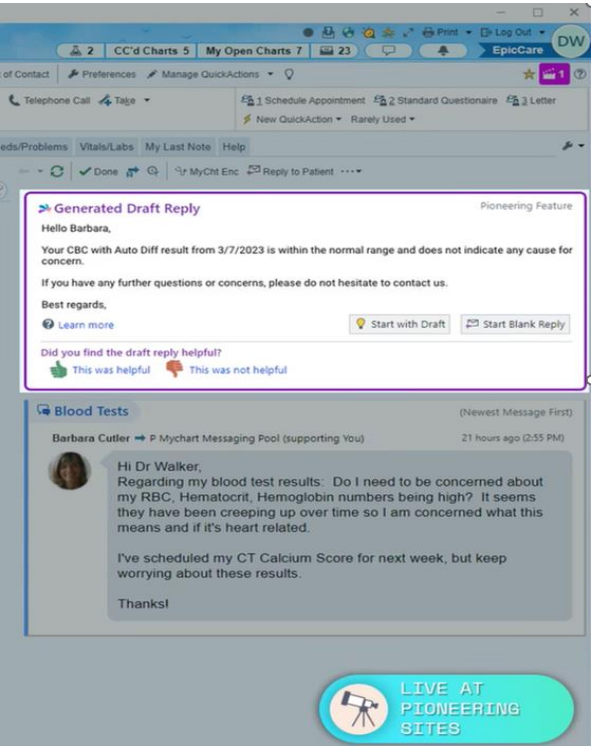 Print
Log Out
DW
2
CC'd Charts 5
My Open Charts 7
23
EpicCare
of Contact
Preferences
Manage QuickActions
1
Telephone Call
Take
1 Schedule Appointment
2 Standard Questionaire
3 Letter
New QuickAction
Rarely Used
eds/Problems
Vitals/Labs
My Last Note
Help
Done
MyCht Enc
Reply to Patient
Generated Draft Reply
Pioneering Feature
Hello Barbara,
Your CBC with Auto Diff result from 3/7/2023 is within the normal range and does not indicate any cause for
concern.
If you have any further questions or concerns, please do not hesitate to contact us.
Best regards,
Learn more
Start with Draft
Start Blank Reply
Did you find the draft reply helpful?
This was helpful
This was not helpful
Blood Tests
(Newest Message First)
Barbara Cutler → P Mychart Messaging Pool (supporting You)
21 hours ago (2:55 PM)
Hi Dr Walker,
Regarding my blood test results: Do I need to be concerned about
my RBC, Hematocrit, Hemoglobin numbers being high? It seems
they have been creeping up over time so I am concerned what this
means and if it's heart related.
I've scheduled my CT Calcium Score for next week, but keep
worrying about these results.
Thanks!
LIVE AT
PIONEERING
SITES